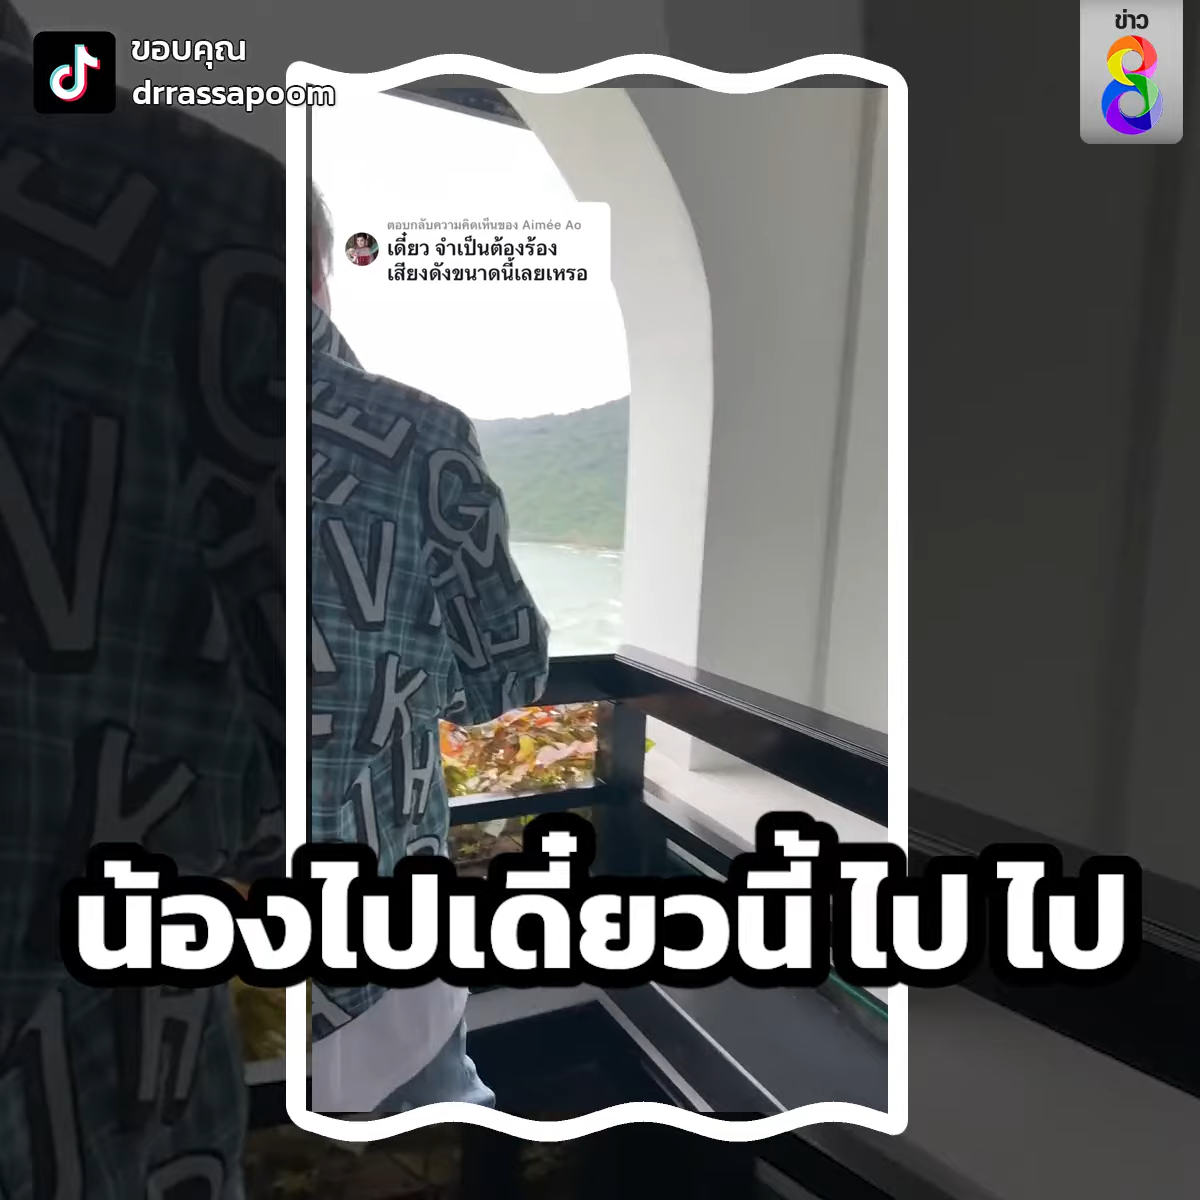 ขอบคุณ
drrassapoom
ข่าว
8
ตอบกลับความคิดเห็นของ Aimée Ao
เดี๋ยว จำเป็นต้องร้อง
เสียงดังขนาดนี้เลยเหรอ
น้องไปเดี๋ยวนี้ ไป ไป